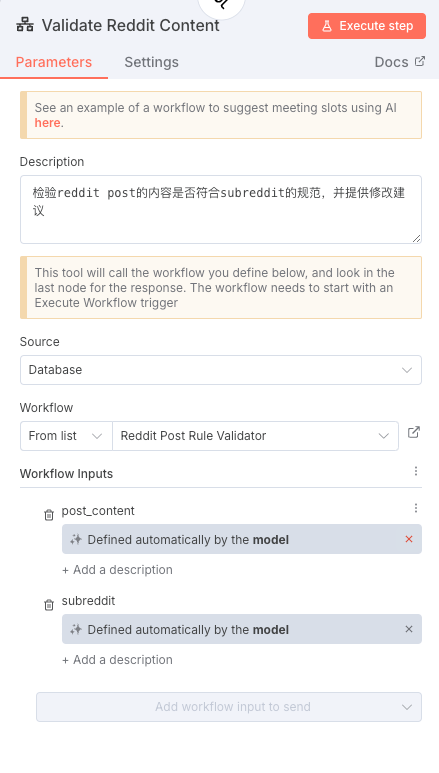 Validate Reddit Content
Execute step
Parameters
Settings
Docs
See an example of a workflow to suggest meeting slots using AI
here.
Description
检验reddit post的内容是否符合subreddit的规范，并提供修改建
议
This tool will call the workflow you define below, and look in the
last node for the response. The workflow needs to start with an
Execute Workflow trigger
Source
Database
Workflow
From list
Reddit Post Rule Validator
Workflow Inputs
post_content
Defined automatically by the model
+ Add a description
subreddit
Defined automatically by the model
+ Add a description
Add workflow input to send